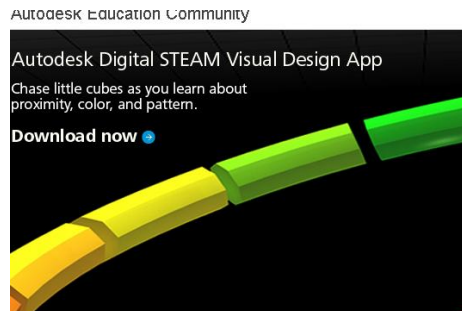 Autodesk Education Community
Autodesk Digital STEAM Visual Design App
Chase little cubes as you learn about
proximity, color, and pattern.
Download now